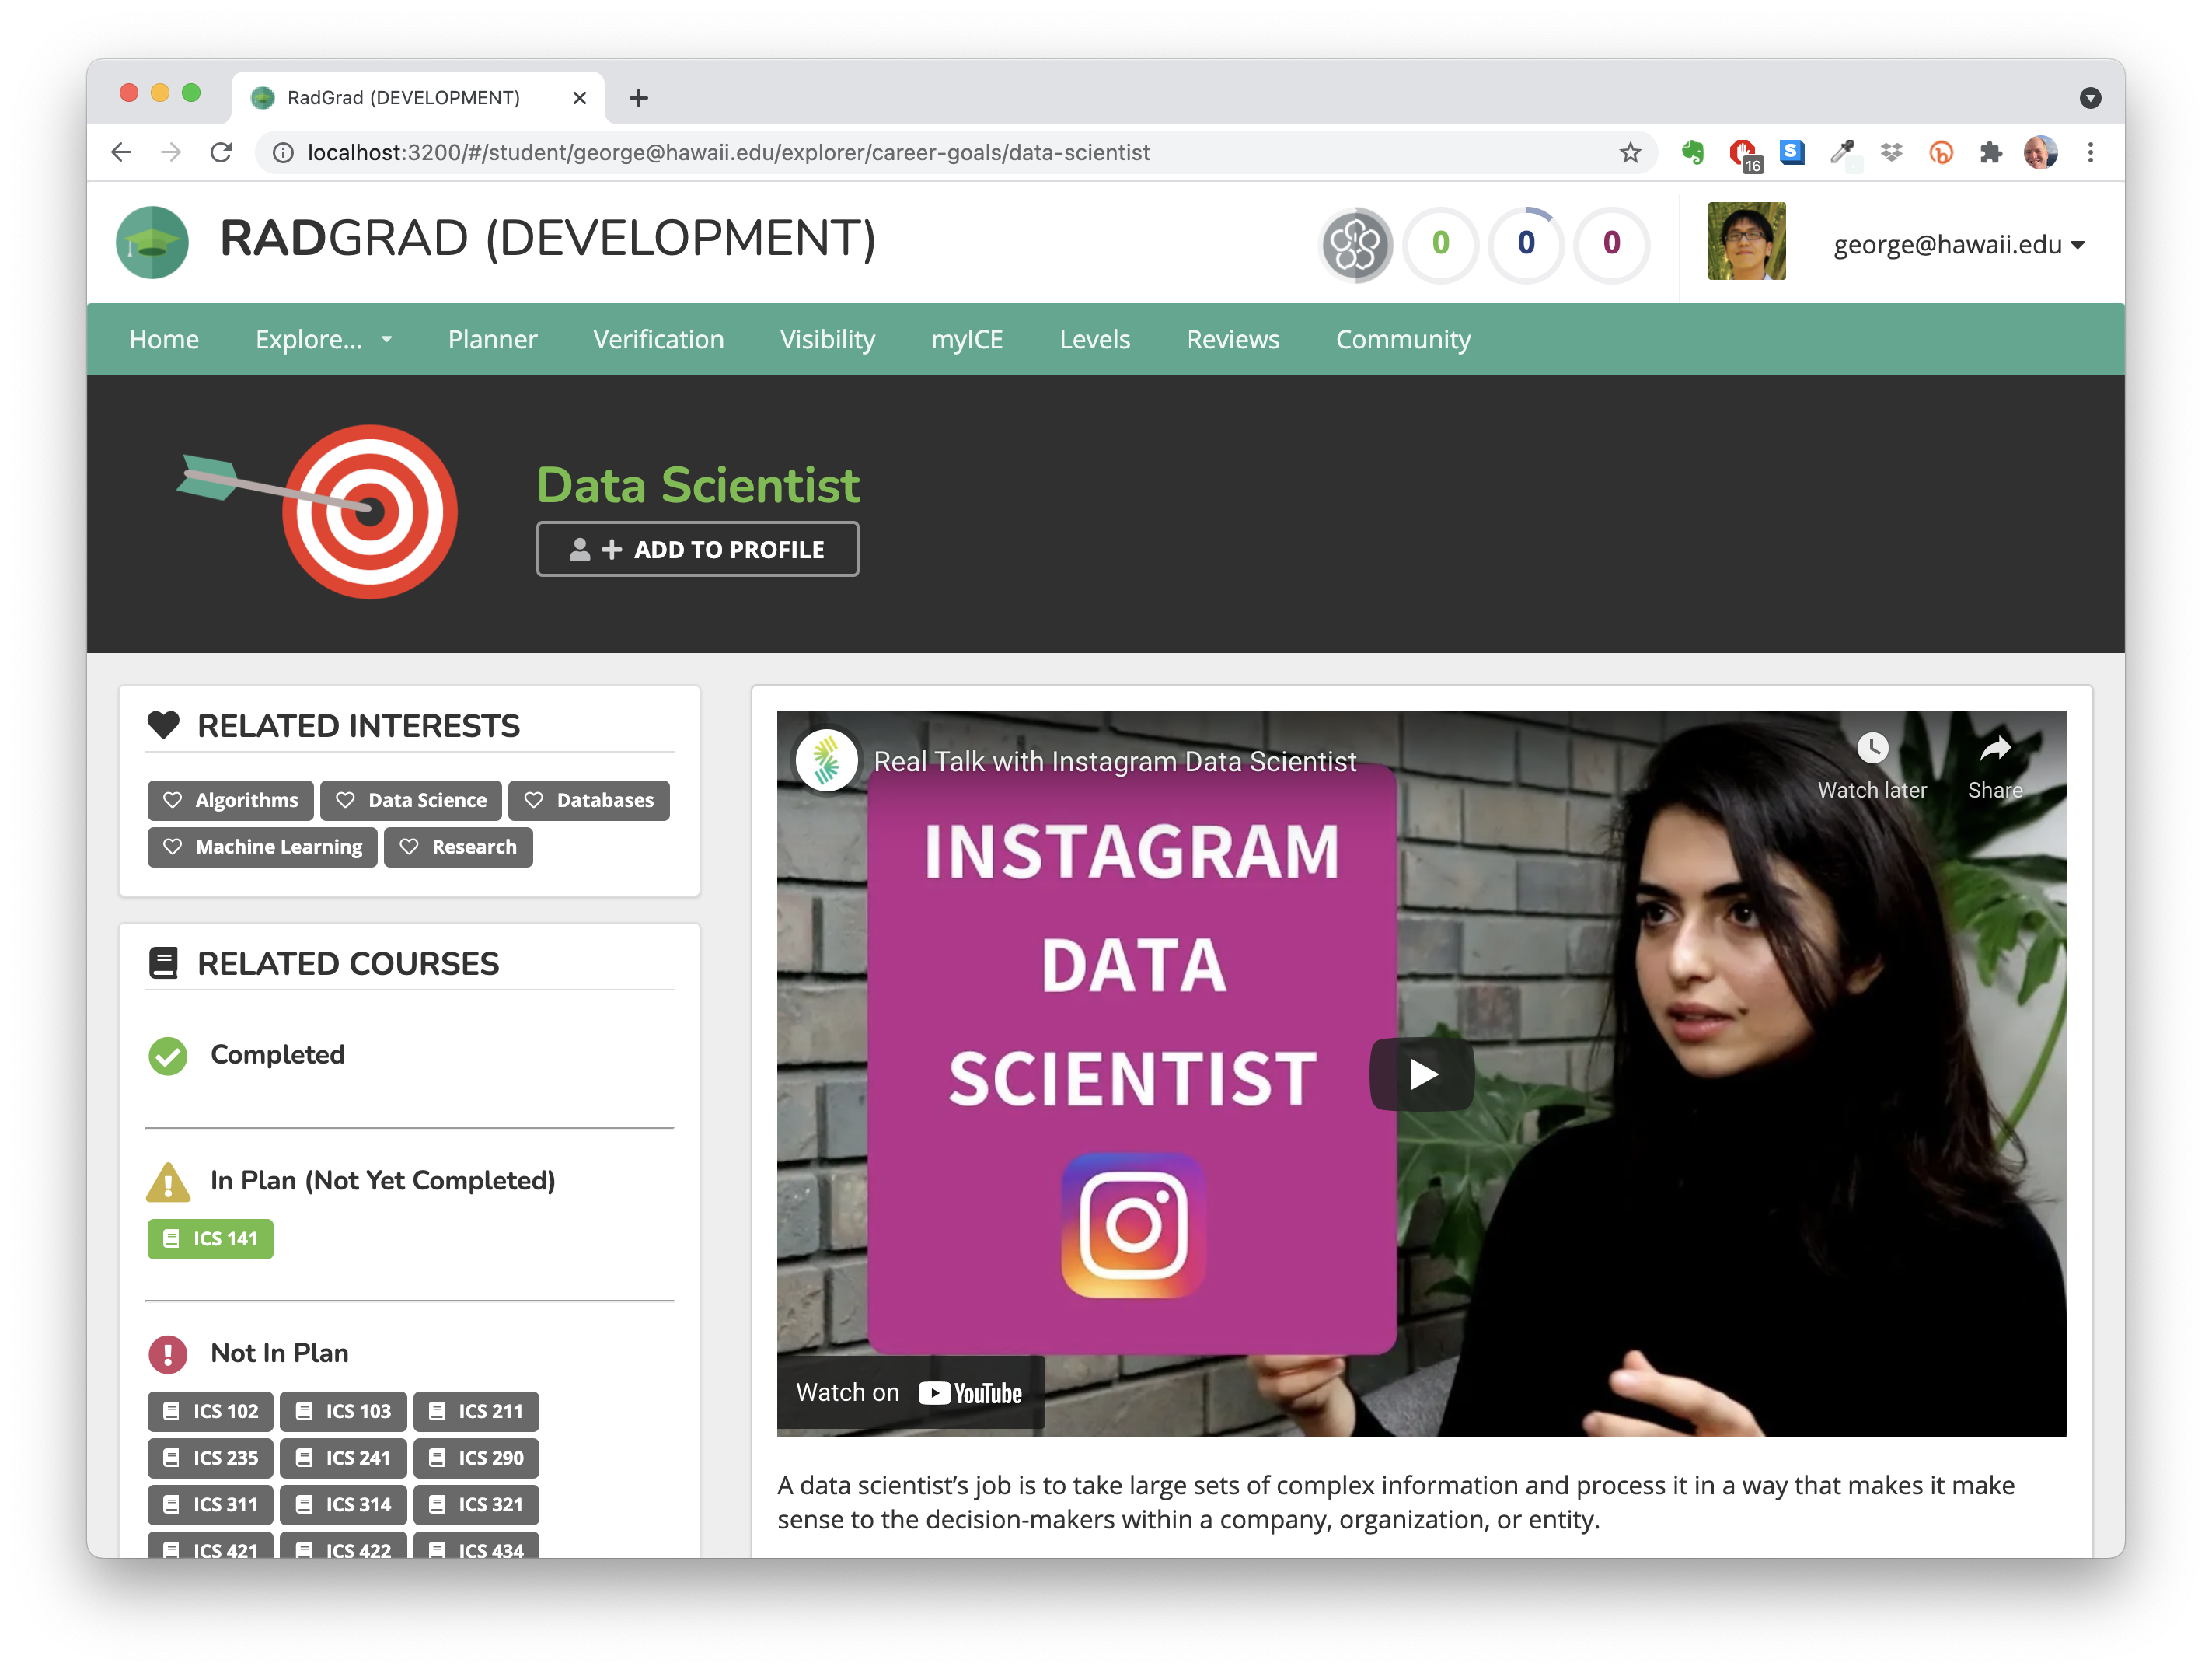 RadGrad (DEVELOPMENT)
localhost:3200/#/student/george@hawaii.edu/explorer/career-goals/data-scientist
S
16
RADGRAD (DEVELOPMENT)
0
0
0
george@hawaii.edu
Home
Explore...
Planner
Verification
Visibility
myICE
Levels
Reviews
Community
Data Scientist
ADD TO PROFILE
RELATED INTERESTS
Algorithms
Data Science
Databases
Machine Learning
Research
RELATED COURSES
Completed
In Plan (Not Yet Completed)
ICS 141
Not In Plan
ICS 102
ICS 103
ICS 211
ICS 235
ICS 241
ICS 290
ICS 311
ICS 314
ICS 321
ICS 421
ICS 422
ICS 434
Real Talk with Instagram Data Scientist
Watch later
Share
INSTAGRAM
DATA
SCIENTIST
Watch on YouTube
A data scientist’s job is to take large sets of complex information and process it in a way that makes it make
sense to the decision-makers within a company, organization, or entity.